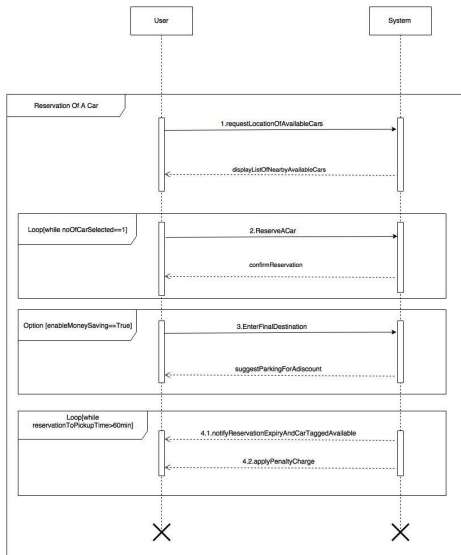 User
System
Reservation Of A Car
1.requestLocationOfAvailableCars
displayListOfNearbyAvailableCars
Loop[while noOfCarSelected==1]
2.ReserveACar
confirmReservation
Option [enableMoneySaving==True]
3.EnterFinalDestination
suggestParkingForAdiscount
Loop[while
reservationToPickupTime>60min]
4.1.notifyReservationExpiryAndCarTaggedAvailable
4.2.applyPenaltyCharge